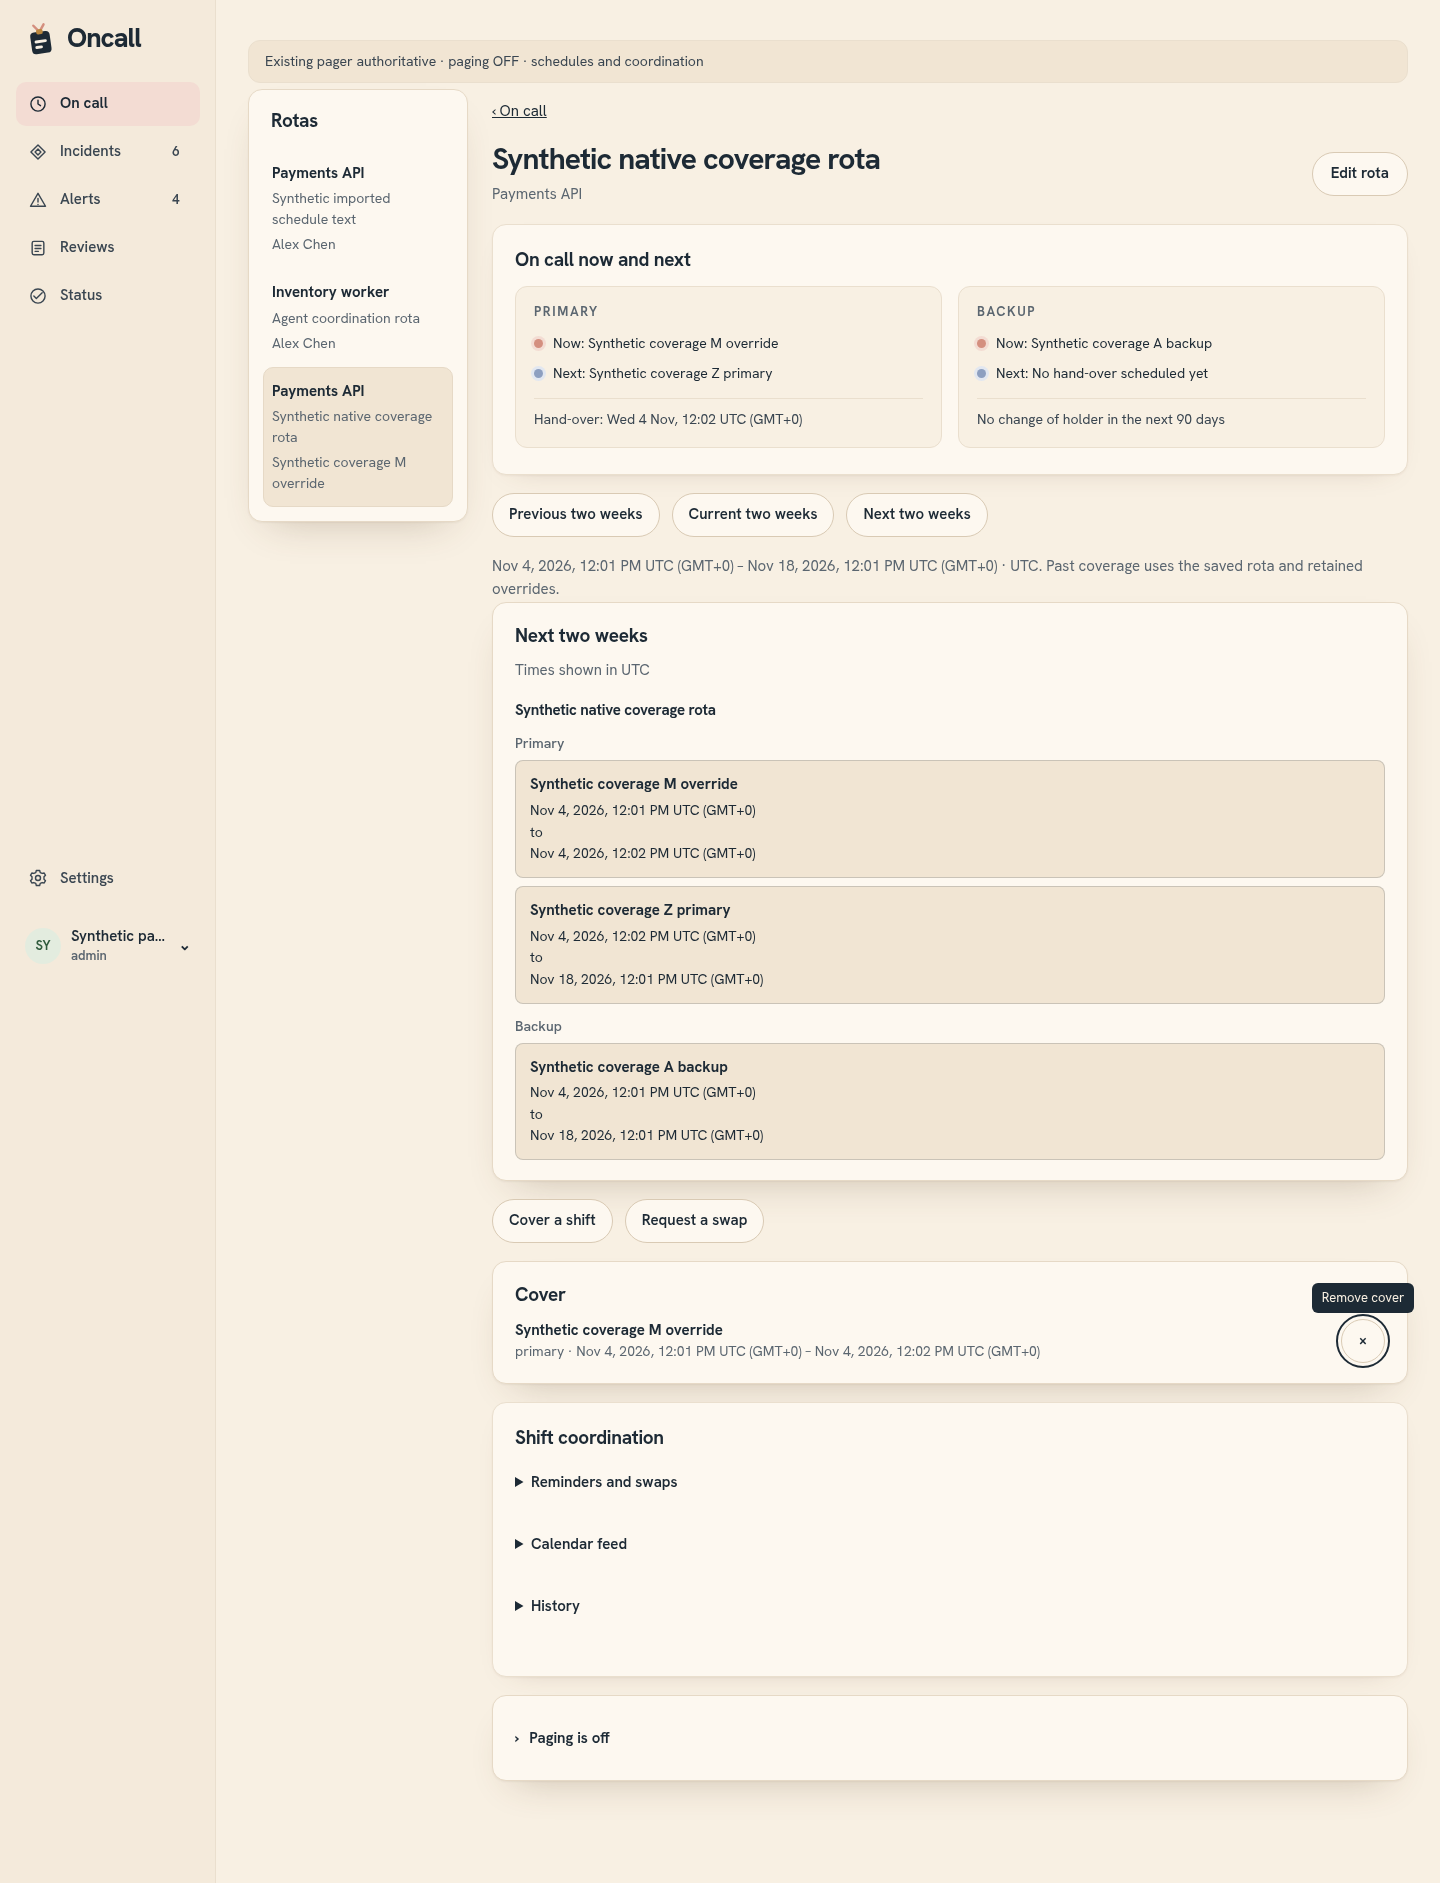 Oncall
On call
Incidents 6
Alerts 4
Reviews
Status
Settings
SY
Synthetic pa...
admin
Existing pager authoritative · paging OFF · schedules and coordination
Rotas
Payments API
Synthetic imported
schedule text
Alex Chen
Inventory worker
Agent coordination rota
Alex Chen
Payments API
Synthetic native coverage
rota
Synthetic coverage M
override
‹ On call
Synthetic native coverage rota
Payments API
Edit rota
On call now and next
PRIMARY
Now: Synthetic coverage M override
Next: Synthetic coverage Z primary
Hand-over: Wed 4 Nov, 12:02 UTC (GMT+0)
BACKUP
Now: Synthetic coverage A backup
Next: No hand-over scheduled yet
No change of holder in the next 90 days
Previous two weeks
Current two weeks
Next two weeks
Nov 4, 2026, 12:01 PM UTC (GMT+0) – Nov 18, 2026, 12:01 PM UTC (GMT+0) · UTC. Past coverage uses the saved rota and retained
overrides.
Next two weeks
Times shown in UTC
Synthetic native coverage rota
Primary
Synthetic coverage M override
Nov 4, 2026, 12:01 PM UTC (GMT+0)
to
Nov 4, 2026, 12:02 PM UTC (GMT+0)
Synthetic coverage Z primary
Nov 4, 2026, 12:02 PM UTC (GMT+0)
to
Nov 18, 2026, 12:01 PM UTC (GMT+0)
Backup
Synthetic coverage A backup
Nov 4, 2026, 12:01 PM UTC (GMT+0)
to
Nov 18, 2026, 12:01 PM UTC (GMT+0)
Cover a shift
Request a swap
Cover
Remove cover
Synthetic coverage M override
primary · Nov 4, 2026, 12:01 PM UTC (GMT+0) – Nov 4, 2026, 12:02 PM UTC (GMT+0)
×
Shift coordination
Reminders and swaps
Calendar feed
History
› Paging is off